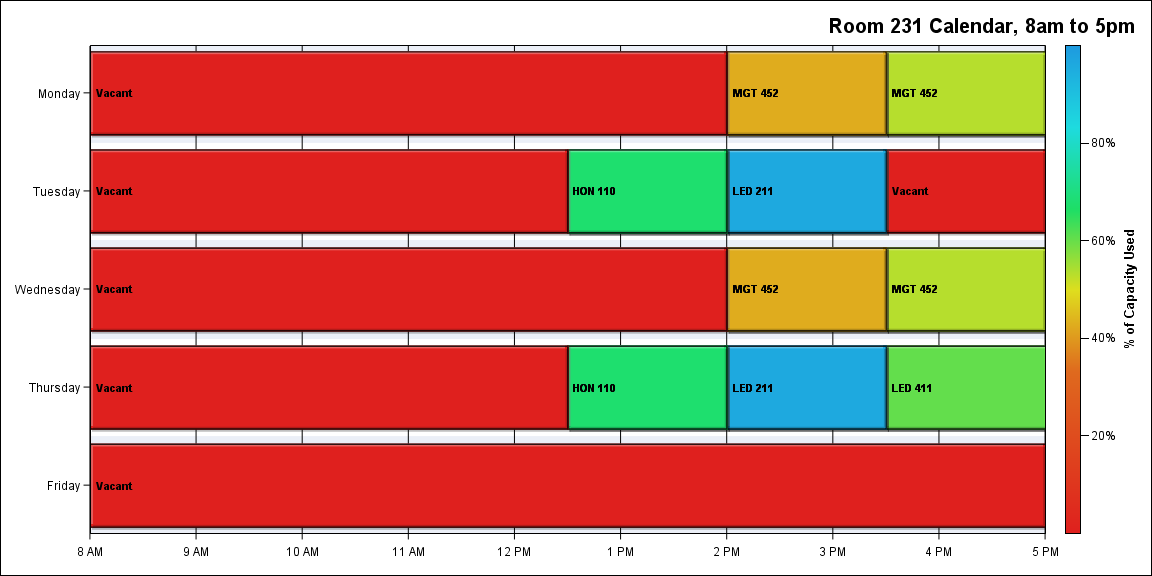 Room 231 Calendar, 8am to 5pm
Monday
Vacant
MGT 452
MGT 452
Tuesday
Vacant
HON 110
LED 211
Vacant
Wednesday
Vacant
MGT 452
MGT 452
Thursday
Vacant
HON 110
LED 211
LED 411
Friday
Vacant
8 AM
9 AM
10 AM
11 AM
12 PM
1 PM
2 PM
3 PM
4 PM
5 PM
80%
60%
40%
20%
% of Capacity Used